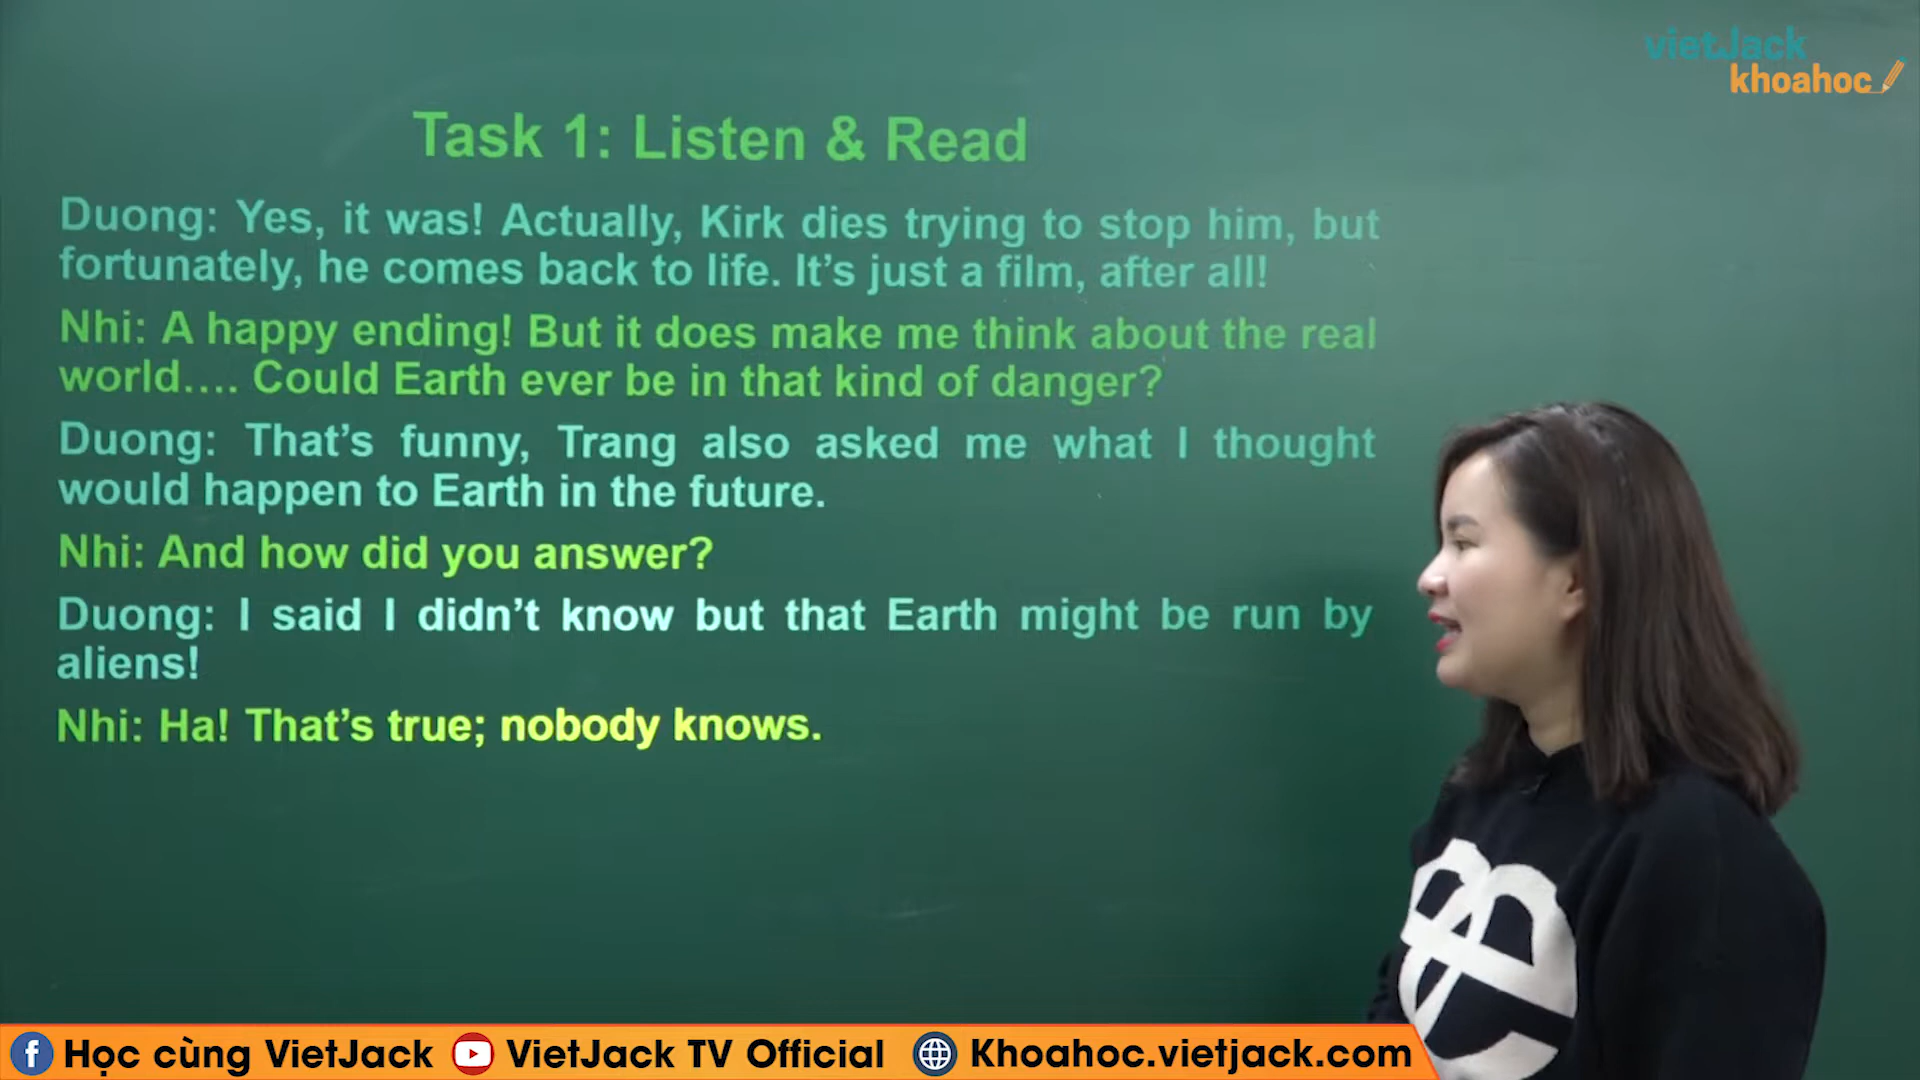 vietJack
khoahoc
Task 1: Listen & Read
Duong: Yes, it was! Actually, Kirk dies trying to stop him, but
fortunately, he comes back to life. It's just a film, after all!
Nhi: A happy ending! But it does make me think about the real
world…. Could Earth ever be in that kind of danger?
Duong: That's funny, Trang also asked me what I thought
would happen to Earth in the future.
Nhi: And how did you answer?
Duong: I said I didn't know but that Earth might be run by
aliens!
Nhi: Ha! That's true; nobody knows.
Học cùng VietJack VietJack TV Official Khoahoc.vietjack.com